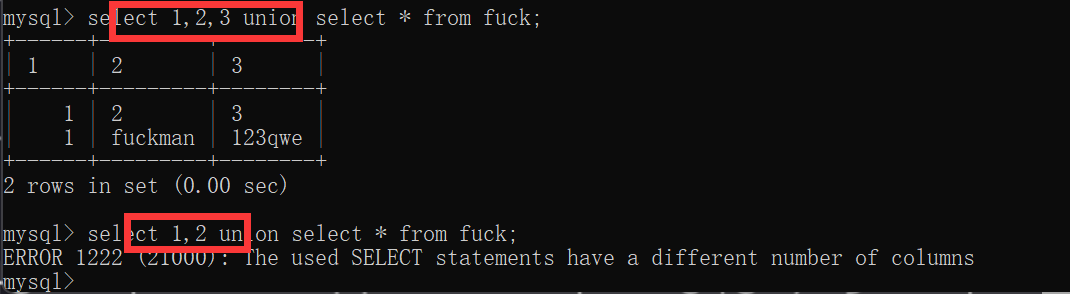 mysql> select 1,2,3 union select * from fuck;
+------+---------+--------+
| 1    | 2       | 3      |
+------+---------+--------+
|    1 | 2       | 3      |
|    1 | fuckman | 123qwe |
+------+---------+--------+
2 rows in set (0.00 sec)
mysql> select 1,2 union select * from fuck;
ERROR 1222 (21000): The used SELECT statements have a different number of columns
mysql>